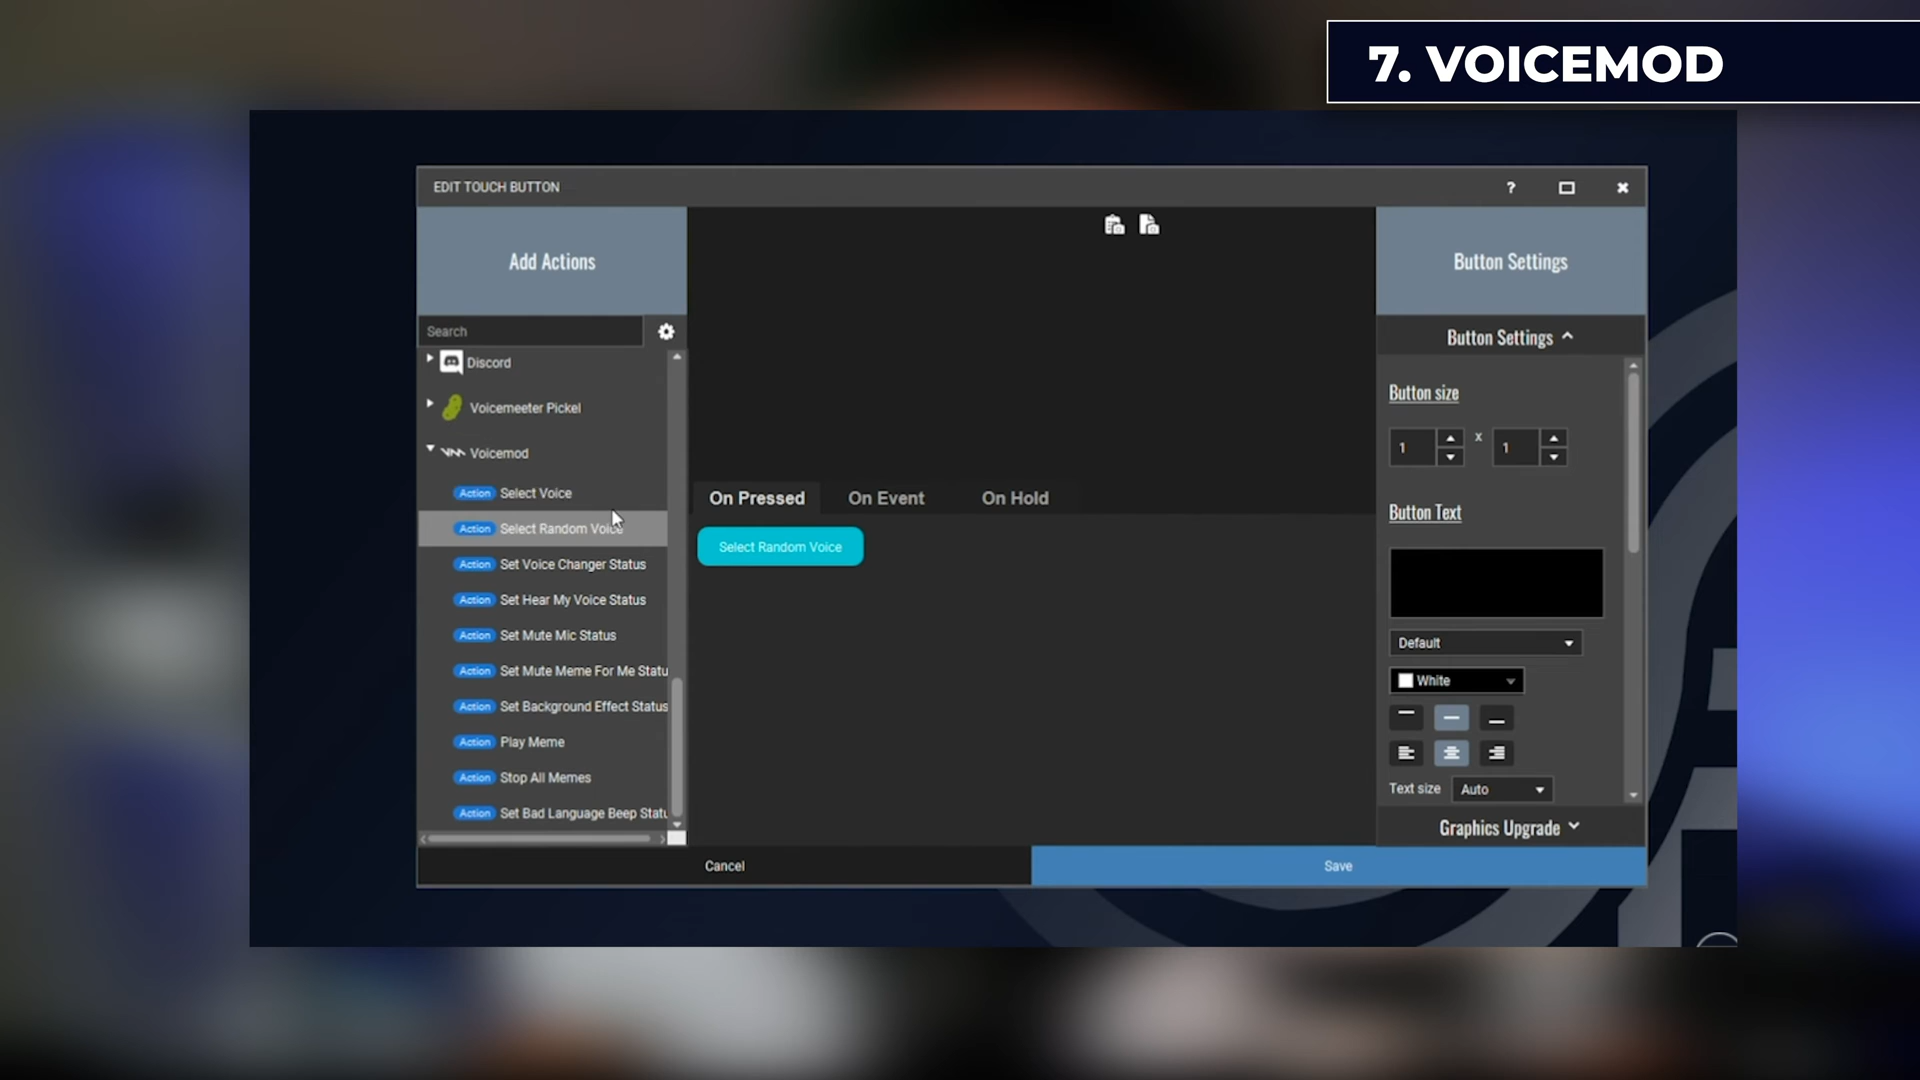 7. VOICEMOD
EDIT TOUCH BUTTON
?
Add Actions
Button Settings
Search
Button Settings
Discord
Voicemeeter Pickel
Voicemod
Action Select Voice
Action Select Random Voice
Action Set Voice Changer Status
Action Set Hear My Voice Status
Action Set Mute Mic Status
Action Set Mute Meme For Me Statu
Action Set Background Effect Status
Action Play Meme
Action Stop All Memes
Action Set Bad Language Beep Statu
On Pressed
On Event
On Hold
Select Random Voice
Button size
1 x 1
Button Text
Default
White
Text size Auto
Graphics Upgrade
Cancel
Save